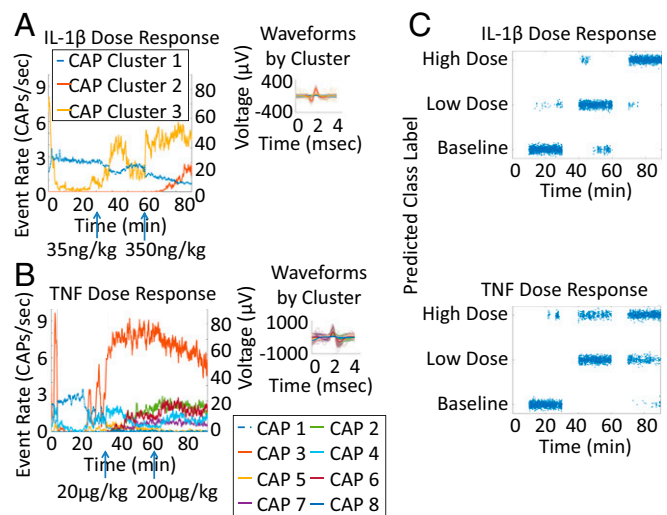 A
IL-1β Dose Response
CAP Cluster 1
CAP Cluster 2
CAP Cluster 3
Event Rate (CAPs/sec)
9
6
3
0
80
60
40
20
0
0 20 40 60 80
Time (min)
35ng/kg 350ng/kg
Waveforms
by Cluster
Voltage (μV)
400
-400
0 2 4
Time (msec)
B
TNF Dose Response
Event Rate (CAPs/sec)
9
6
3
0
80
60
40
20
0
0 20 40 60 80
Time (min)
20μg/kg 200μg/kg
Waveforms
by Cluster
Voltage (μV)
1000
-1000
0 2 4
Time (msec)
CAP 1 CAP 2
CAP 3 CAP 4
CAP 5 CAP 6
CAP 7 CAP 8
C
Predicted Class Label
IL-1β Dose Response
High Dose
Low Dose
Baseline
0 20 40 60 80
Time (min)
TNF Dose Response
High Dose
Low Dose
Baseline
0 20 40 60 80
Time (min)